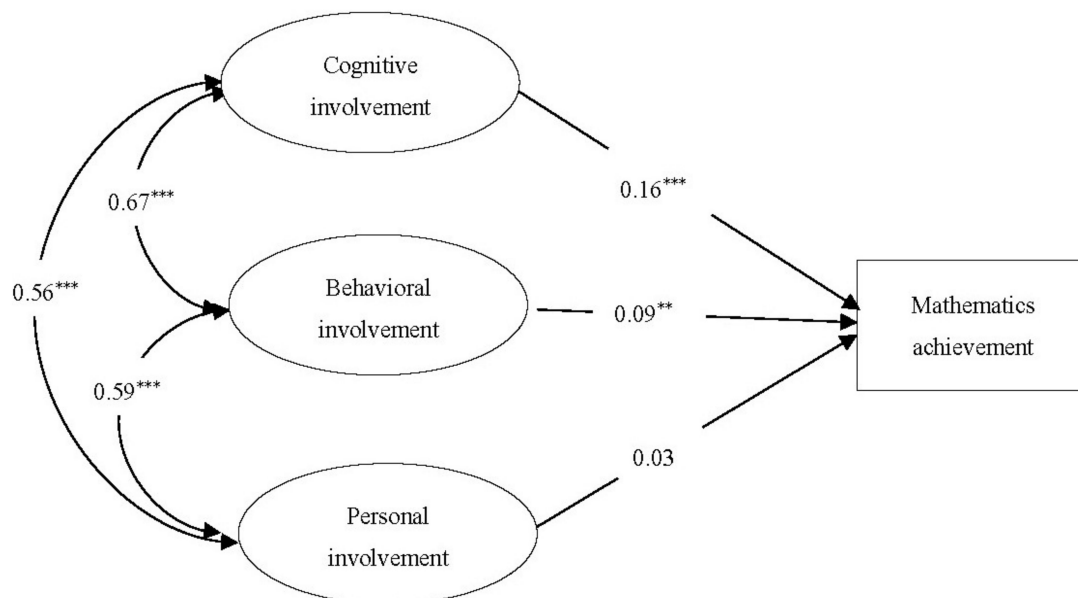 Cognitive
involvement
0.16***
0.67***
0.56***
Behavioral
involvement
0.09**
Mathematics
achievement
0.59***
0.03
Personal
involvement